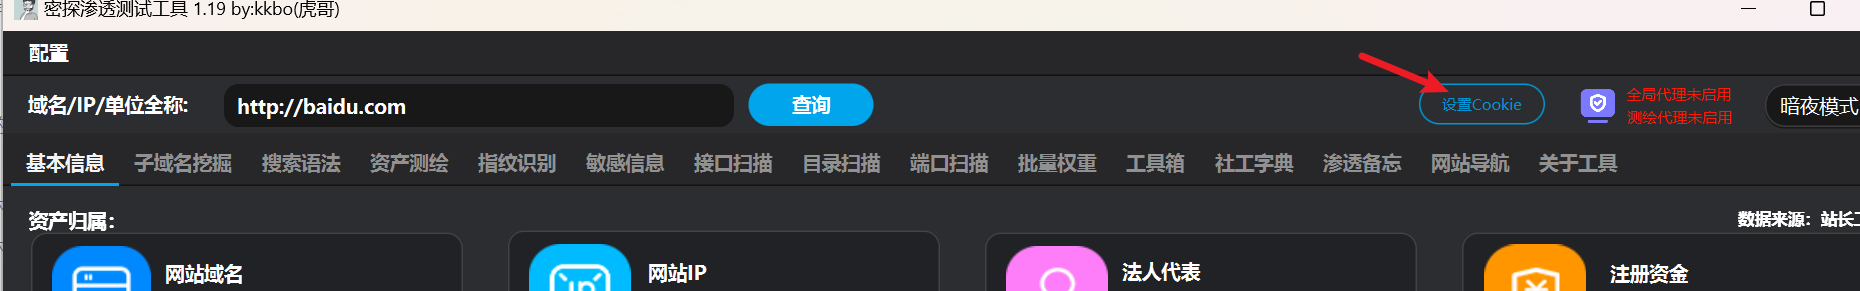 密探渗透测试工具 1.19 by:kkbo(虎哥)
配置
域名/IP/单位全称: http://baidu.com 查询 设置Cookie 全局代理未启用 暗夜模式
测绘代理未启用
基本信息 子域名挖掘 搜索语法 资产测绘 指纹识别 敏感信息 接口扫描 目录扫描 端口扫描 批量权重 工具箱 社工字典 渗透备忘 网站导航 关于工具
资产归属: 数据来源: 站长工
网站域名 网站IP 法人代表 注册资金